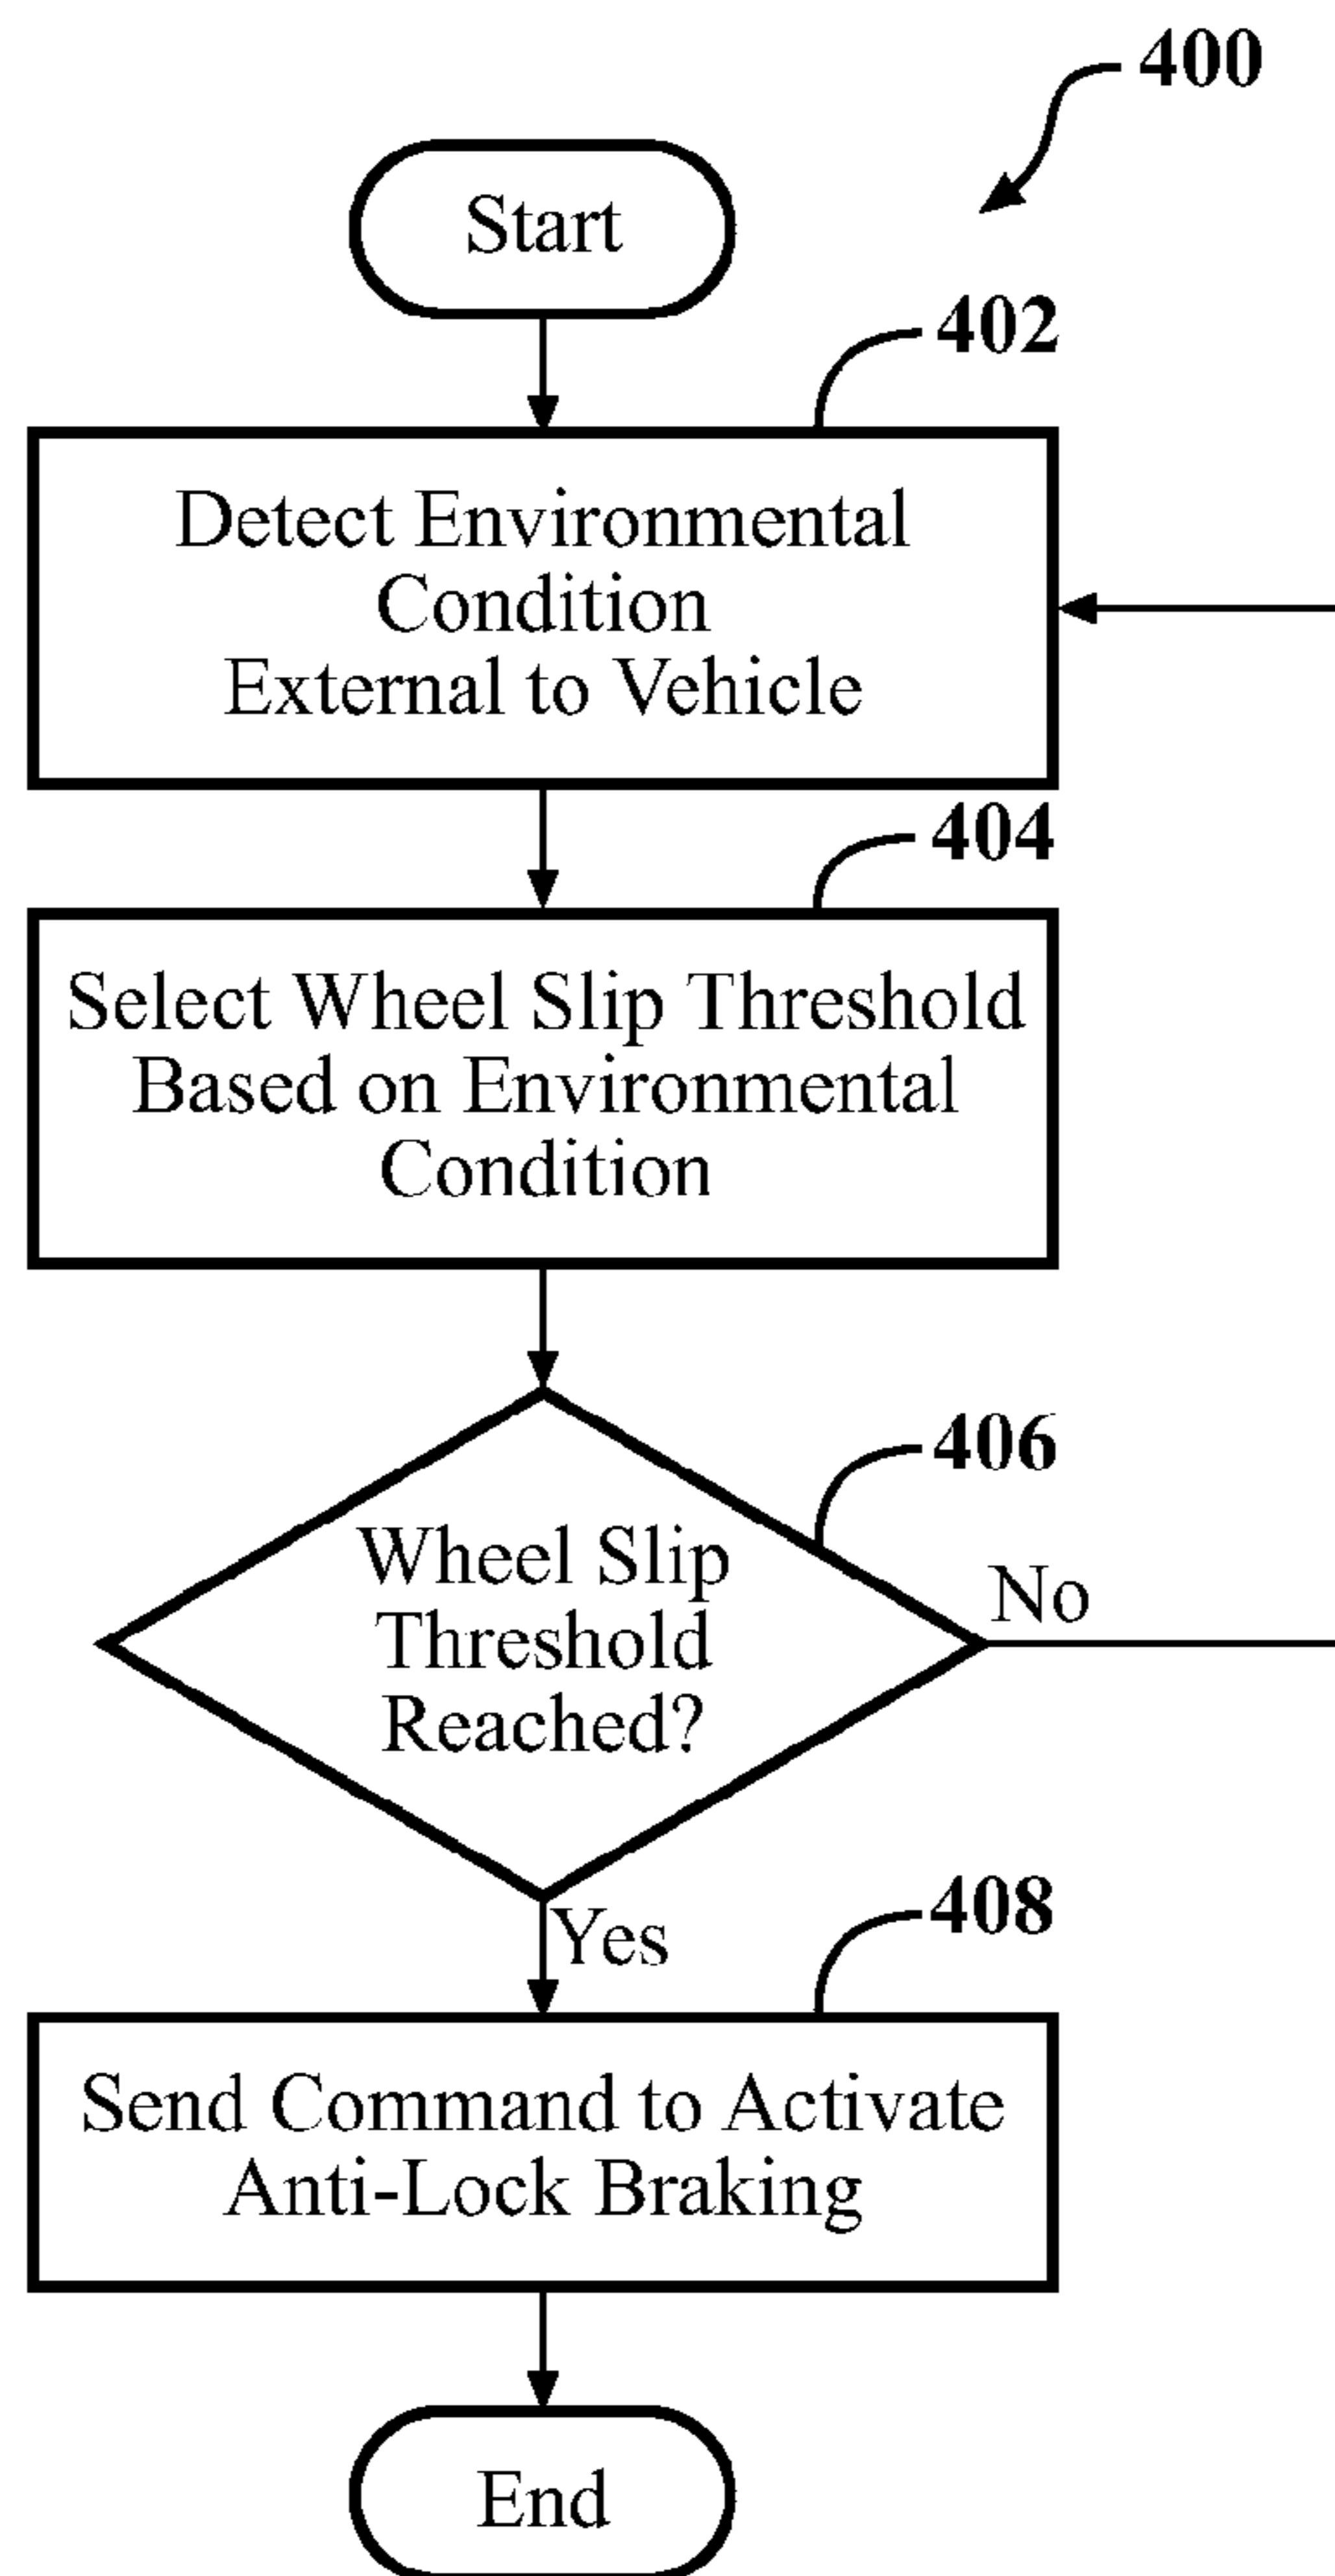 400
Start
402
Detect Environmental
Condition
External to Vehicle
404
Select Wheel Slip Threshold
Based on Environmental
Condition
406
Wheel Slip
Threshold
Reached?
No
Yes
408
Send Command to Activate
Anti-Lock Braking
End